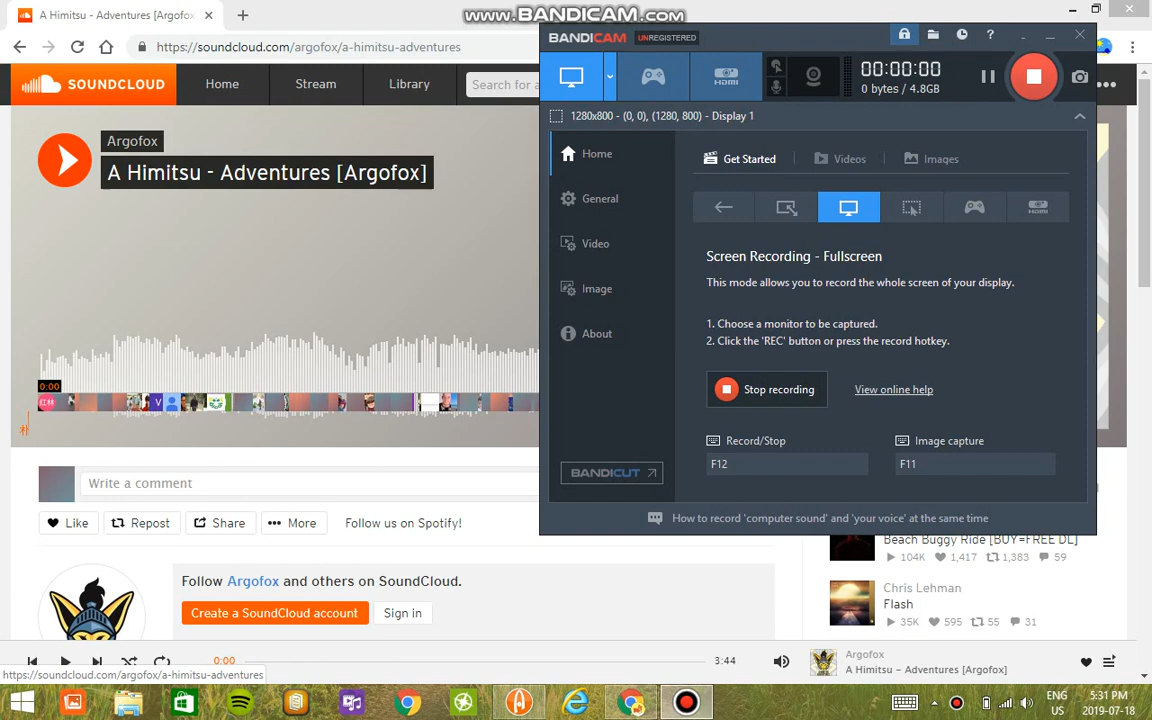 www.BANDICAM.com
A Himitsu - Adventures [Argofox]
https://soundcloud.com/argofox/a-himitsu-adventures
SOUNDCLOUD
Home
Stream
Library
Search for a
Argofox
A Himitsu - Adventures [Argofox]
0:00
Write a comment
Like
Repost
Share
More
Follow us on Spotify!
Follow Argofox and others on SoundCloud.
Create a SoundCloud account
Sign in
BANDICAM UNREGISTERED
00:00:00
0 bytes / 4.8GB
HDMI
1280x800 - (0, 0), (1280, 800) - Display 1
Home
General
Video
Image
About
BANDICUT
Get Started
Videos
Images
HDMI
Screen Recording - Fullscreen
This mode allows you to record the whole screen of your display.
1. Choose a monitor to be captured.
2. Click the 'REC' button or press the record hotkey.
Stop recording
View online help
Record/Stop
F12
Image capture
F11
How to record 'computer sound' and 'your voice' at the same time
Beach Buggy Ride [BUY=FREE DL]
104K 1,417 1,383 59
Chris Lehman
Flash
35K 595 55 31
0:00
3:44
Argofox
A Himitsu – Adventures [Argofox]
https://soundcloud.com/argofox/a-himitsu-adventures
ENG
US
5:31 PM
2019-07-18